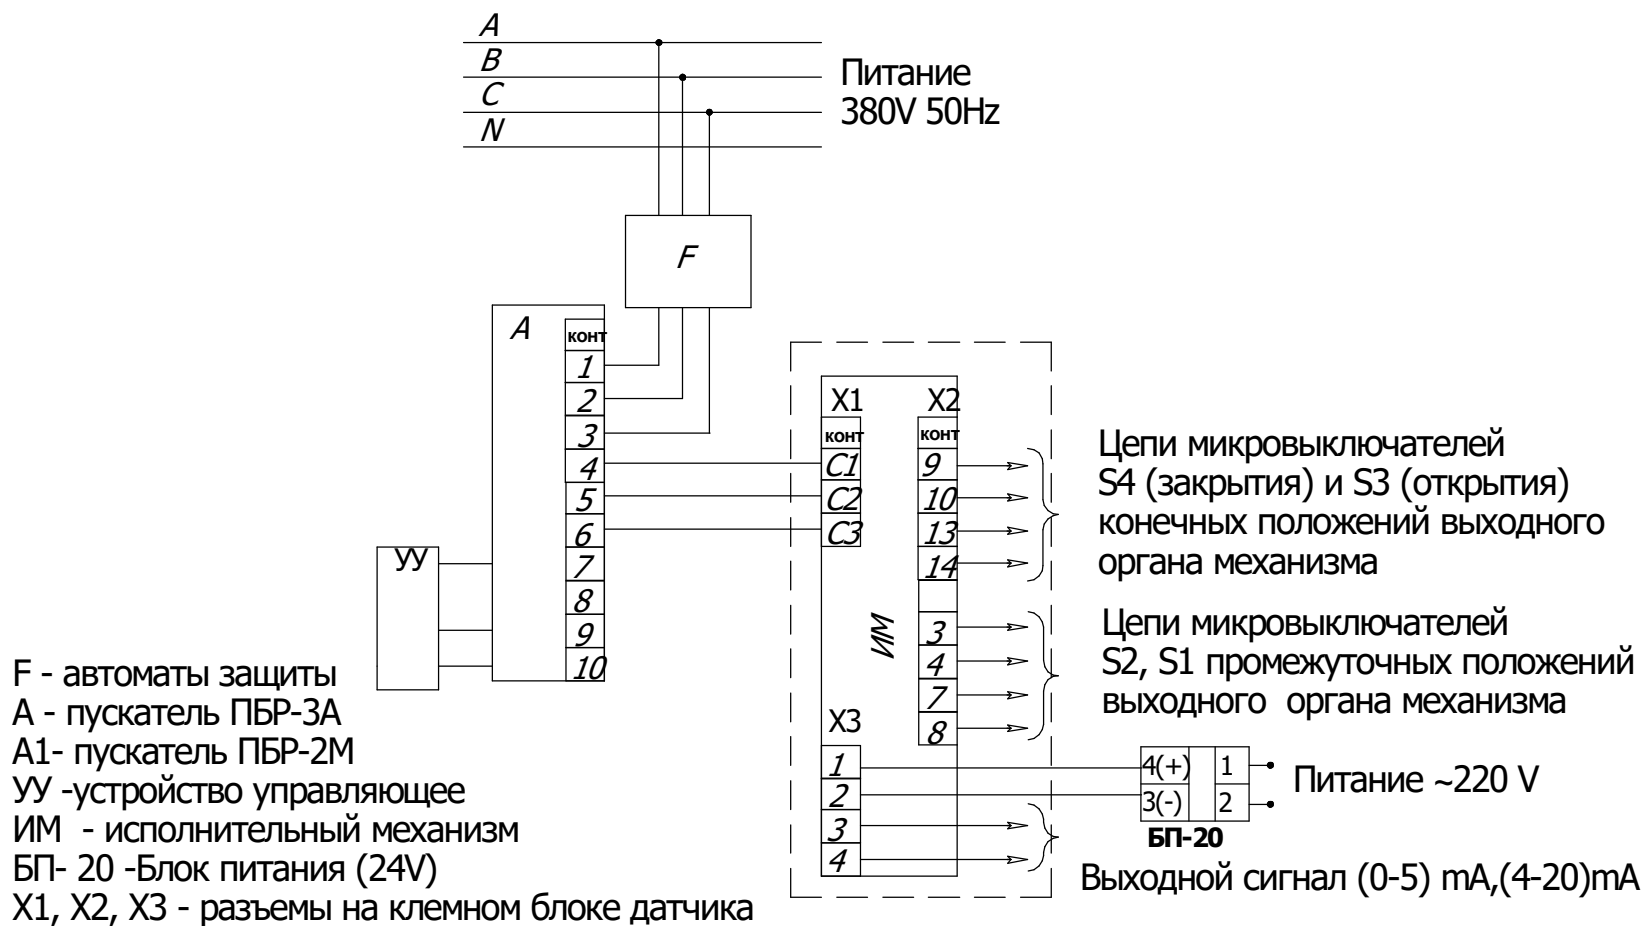 A
B
C
N
Питание
380V 50Hz
F
A
конт
1
2
3
4
5
6
7
8
9
10
УУ
X1
конт
C1
C2
C3
X2
конт
9
10
13
14
3
4
7
8
ИМ
X3
1
2
3
4
Цепи микровыключателей
S4 (закрытия) и S3 (открытия)
конечных положений выходного
органа механизма
Цепи микровыключателей
S2, S1 промежуточных положений
выходного органа механизма
4(+) 1
3(-) 2
БП-20
Питание ~220 V
Выходной сигнал (0-5) mA,(4-20)mA
F - автоматы защиты
А - пускатель ПБР-3А
А1- пускатель ПБР-2М
УУ -устройство управляющее
ИМ - исполнительный механизм
БП- 20 -Блок питания (24V)
Х1, Х2, Х3 - разъемы на клемном блоке датчика